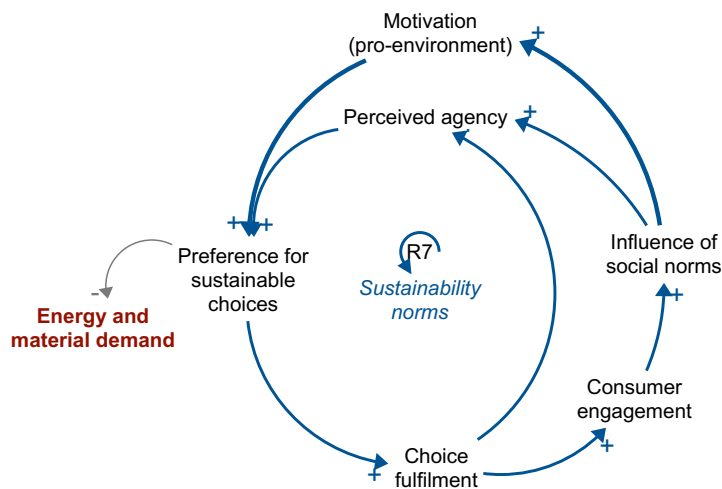 Motivation
(pro-environment)
+
Perceived agency
+
+
+
Preference for
sustainable
choices
R7
Sustainability
norms
Influence of
social norms
+
-
Energy and
material demand
Consumer
engagement
+
Choice
fulfilment
+